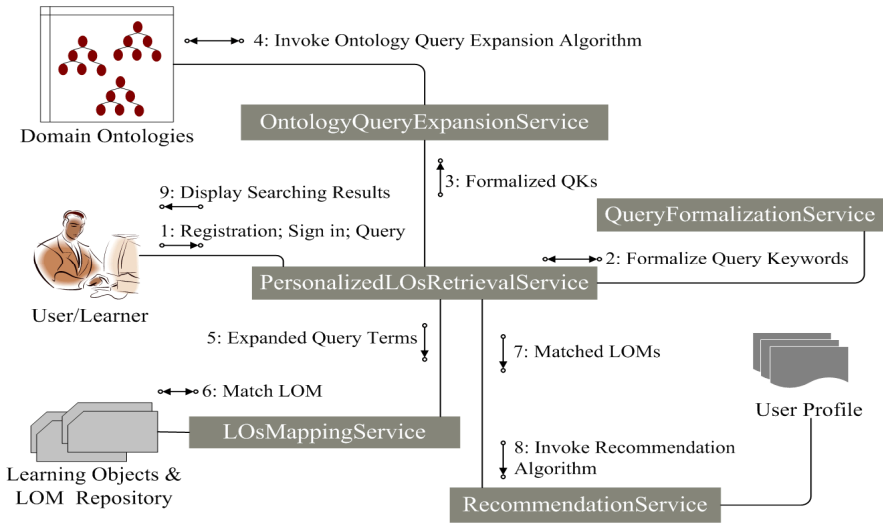 4: Invoke Ontology Query Expansion Algorithm
Domain Ontologies
OntologyQueryExpansionService
3: Formalized QKs
9: Display Searching Results
1: Registration; Sign in; Query
QueryFormalizationService
2: Formalize Query Keywords
PersonalizedLOsRetrievalService
User/Learner
5: Expanded Query Terms
7: Matched LOMs
6: Match LOM
User Profile
LOsMappingService
8: Invoke Recommendation
Algorithm
Learning Objects &
LOM Repository
RecommendationService